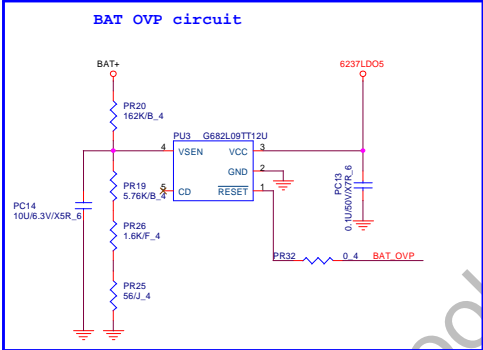 BAT OVP circuit
BAT+
6237LDO5
PR20
162K/B_4
PU3 G682L09TT12U
4 VSEN VCC 3
GND 2
5 CD RESET 1
PR19
5.76K/B_4
PC14
10U/6.3V/X5R_6
PR26
1.6K/F_4
PR25
56/J_4
PC13
0.1U/50V/X7R_6
PR32 0_4 BAT_OVP